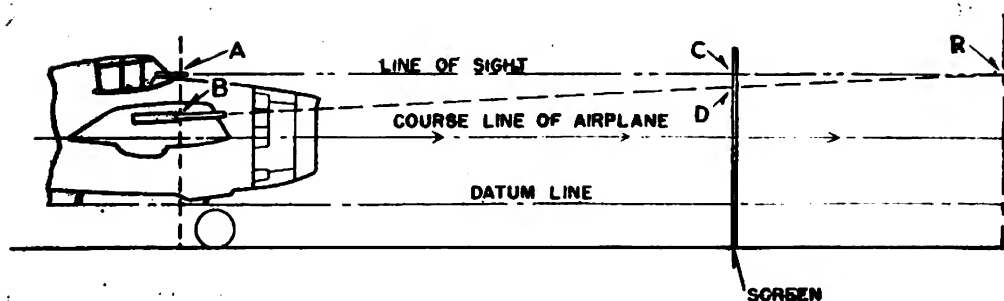 A
C
R
LINE OF SIGHT
B
D
COURSE LINE OF AIRPLANE
DATUM LINE
SCREEN